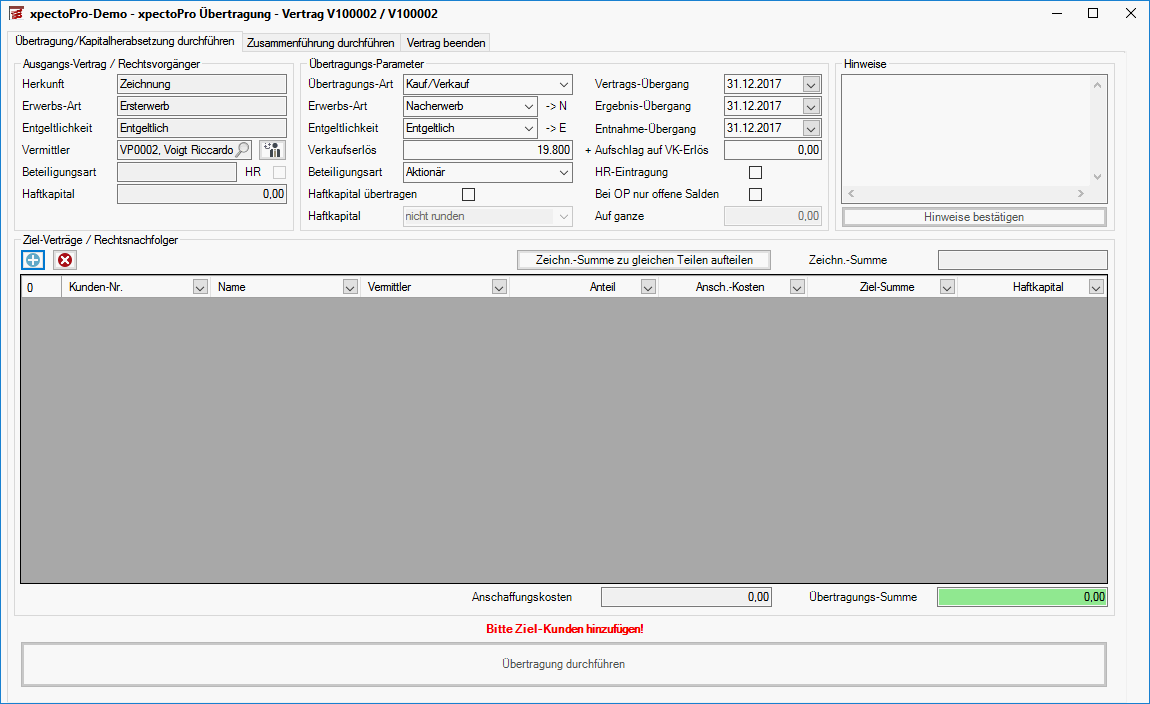 xpectoPro-Demo - xpectoPro Übertragung - Vertrag V100002 / V100002
Übertragung/Kapitalherabsetzung durchführen
Zusammenführung durchführen
Vertrag beenden
Ausgangs-Vertrag / Rechtsvorgänger
Herkunft Zeichnung
Erwerbs-Art Ersterwerb
Entgeltlichkeit Entgeltlich
Vermittler VP0002, Voigt Riccardo
Beteiligungsart HR
Haftkapital 0,00
Übertragungs-Parameter
Übertragungs-Art Kauf/Verkauf Vertrags-Übergang 31.12.2017
Erwerbs-Art Nacherwerb -> N Ergebnis-Übergang 31.12.2017
Entgeltlichkeit Entgeltlich -> E Entnahme-Übergang 31.12.2017
Verkaufserlös 19.800 + Aufschlag auf VK-Erlös 0,00
Beteiligungsart Aktionär HR-Eintragung
Haftkapital übertragen Bei OP nur offene Salden
Haftkapital nicht runden Auf ganze 0,00
Hinweise
Hinweise bestätigen
Ziel-Verträge / Rechtsnachfolger
Zeichn.-Summe zu gleichen Teilen aufteilen Zeichn.-Summe
0 Kunden-Nr. Name Vermittler Anteil Ansch.-Kosten Ziel-Summe Haftkapital
Anschaffungskosten 0,00 Übertragungs-Summe 0,00
Bitte Ziel-Kunden hinzufügen!
Übertragung durchführen